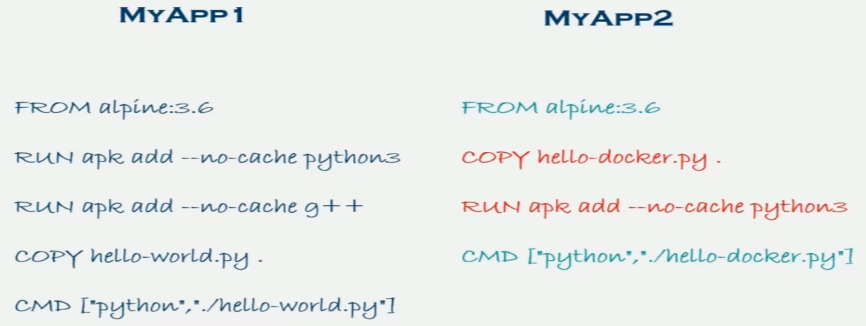 MYAPP1
FROM alpine:3.6
RUN apk add --no-cache python3
RUN apk add --no-cache g++
COPY hello-world.py .
CMD ["python","./hello-world.py"]
MYAPP2
FROM alpine:3.6
COPY hello-docker.py .
RUN apk add --no-cache python3
CMD ["python","./hello-docker.py"]